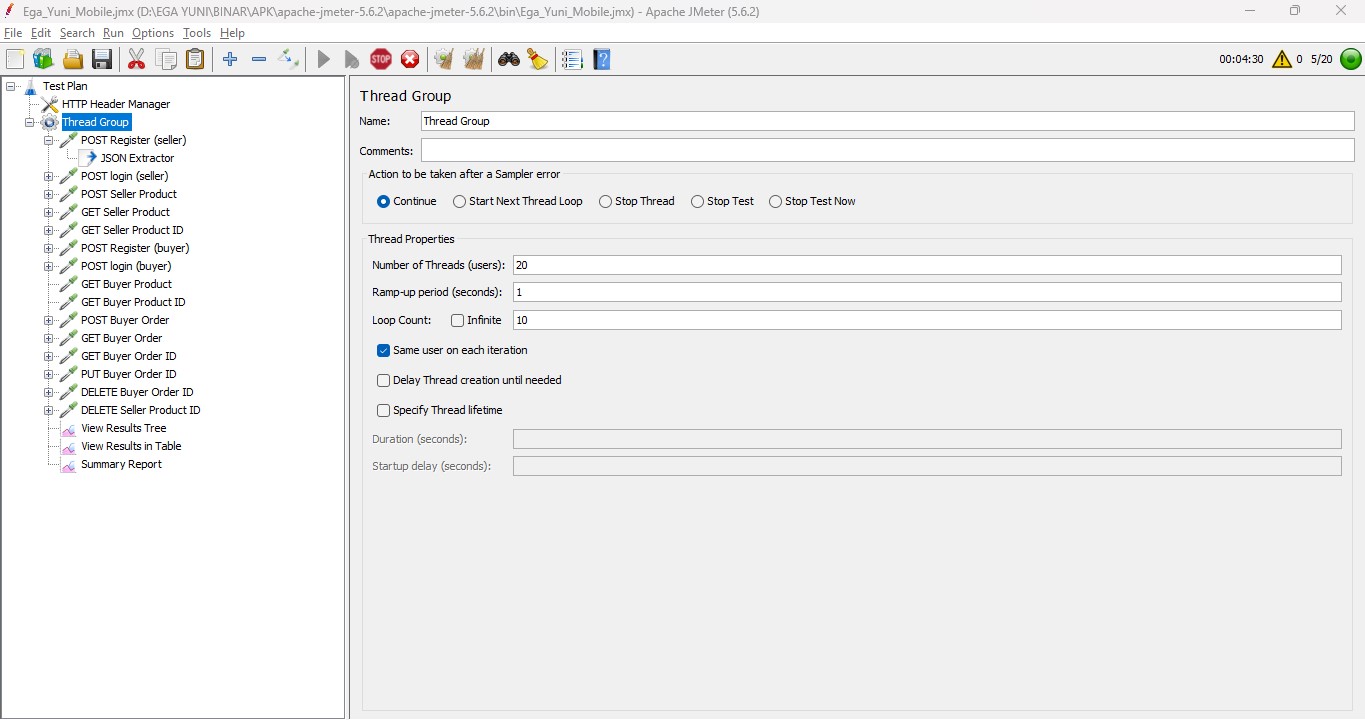 Ega_Yuni_Mobile.jmx (D:\EGA YUNI\BINAR\APK\apache-jmeter-5.6.2\apache-jmeter-5.6.2\bin\Ega_Yuni_Mobile.jmx) - Apache JMeter (5.6.2)
File Edit Search Run Options Tools Help
STOP
?
00:04:30 0 5/20
Test Plan
HTTP Header Manager
Thread Group
POST Register (seller)
JSON Extractor
POST login (seller)
POST Seller Product
GET Seller Product
GET Seller Product ID
POST Register (buyer)
POST login (buyer)
GET Buyer Product
GET Buyer Product ID
POST Buyer Order
GET Buyer Order
GET Buyer Order ID
PUT Buyer Order ID
DELETE Buyer Order ID
DELETE Seller Product ID
View Results Tree
View Results in Table
Summary Report
Thread Group
Name: Thread Group
Comments:
Action to be taken after a Sampler error
Continue Start Next Thread Loop Stop Thread Stop Test Stop Test Now
Thread Properties
Number of Threads (users): 20
Ramp-up period (seconds): 1
Loop Count: Infinite 10
Same user on each iteration
Delay Thread creation until needed
Specify Thread lifetime
Duration (seconds):
Startup delay (seconds):